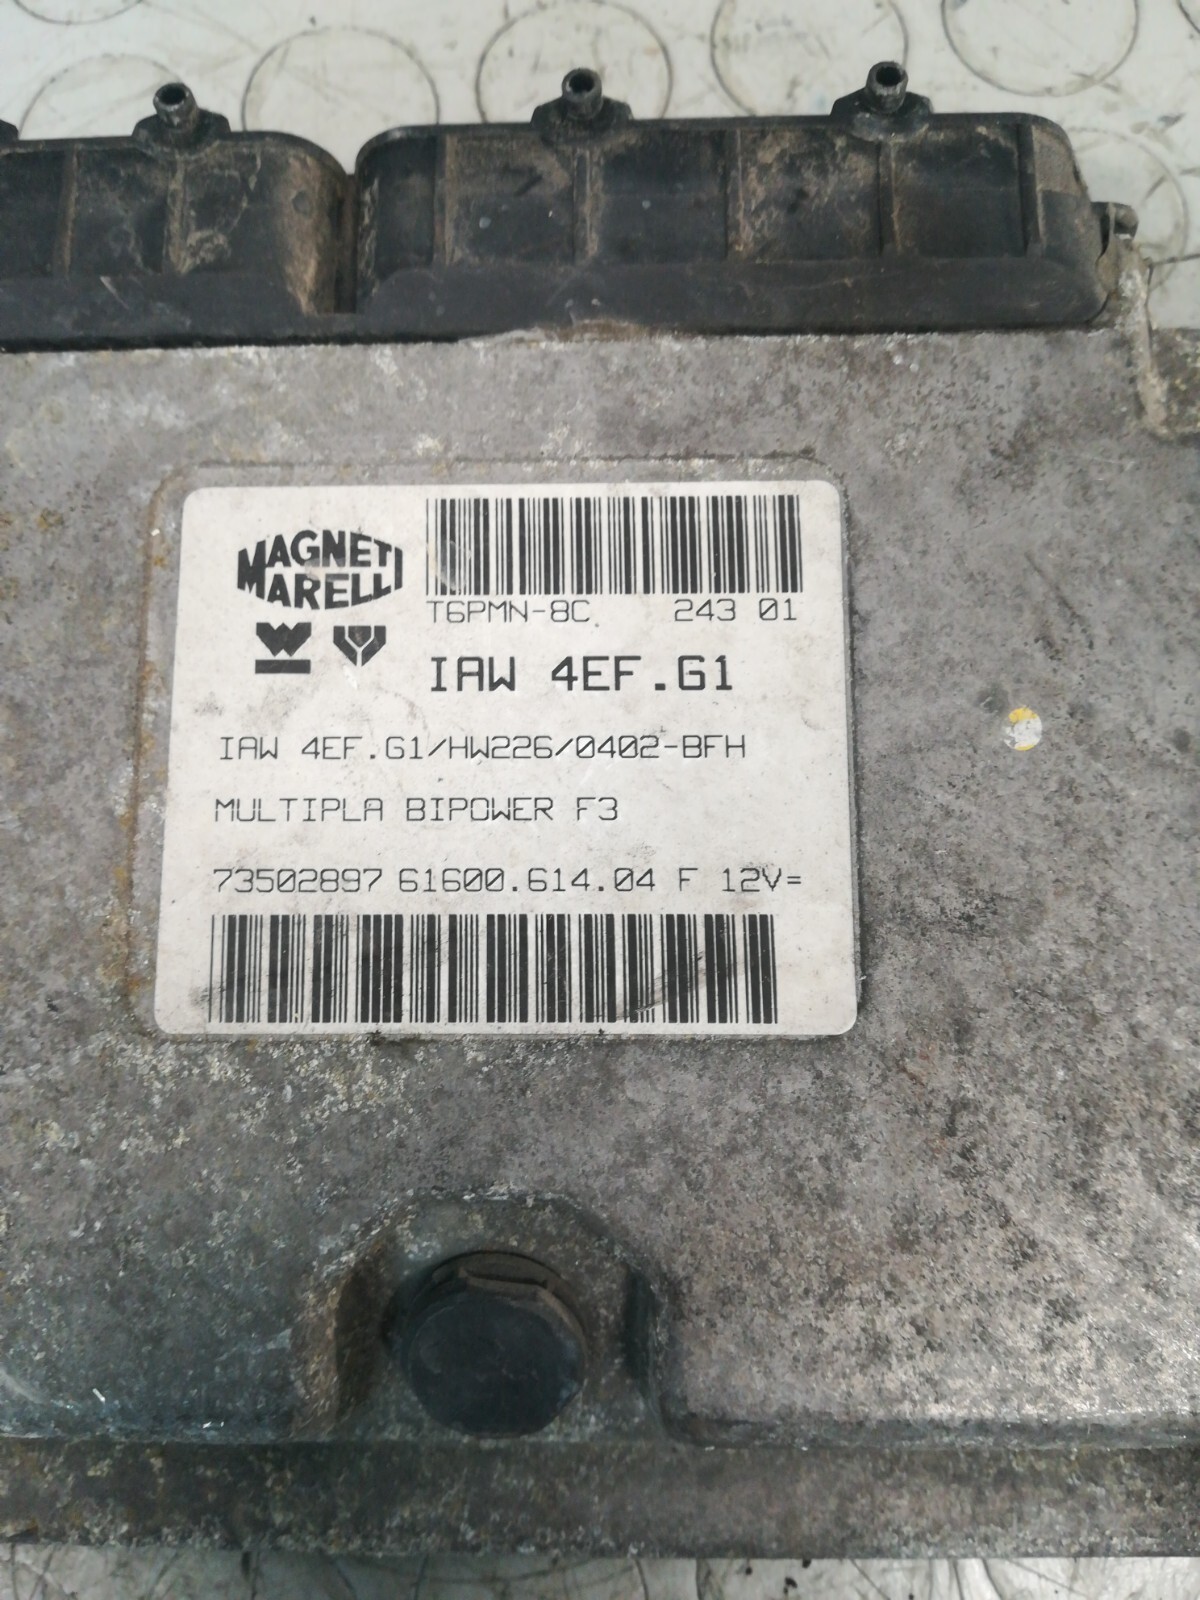 MAGNETI
MARELLI
T6PMN-8C 243 01
IAW 4EF.G1
IAW 4EF.G1/HW226/0402-BFH
MULTIPLA BIPOWER F3
73502897 61600.614.04 F 12V=